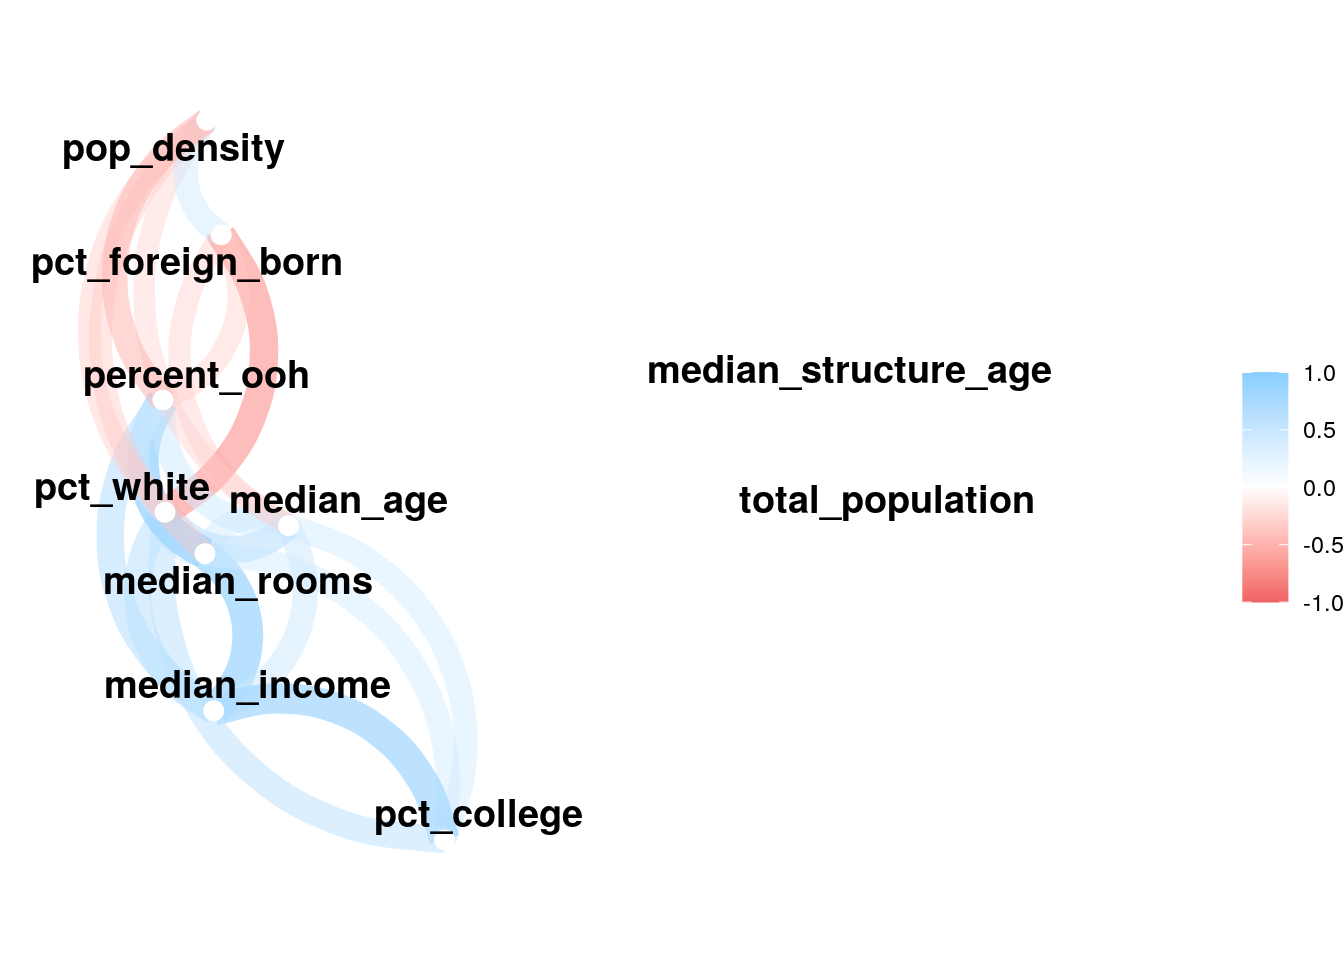 pop_density
pct_foreign_born
percent_ooh
pct_white
median_age
median_rooms
median_income
pct_college
median_structure_age
total_population
1.0
0.5
0.0
-0.5
-1.0